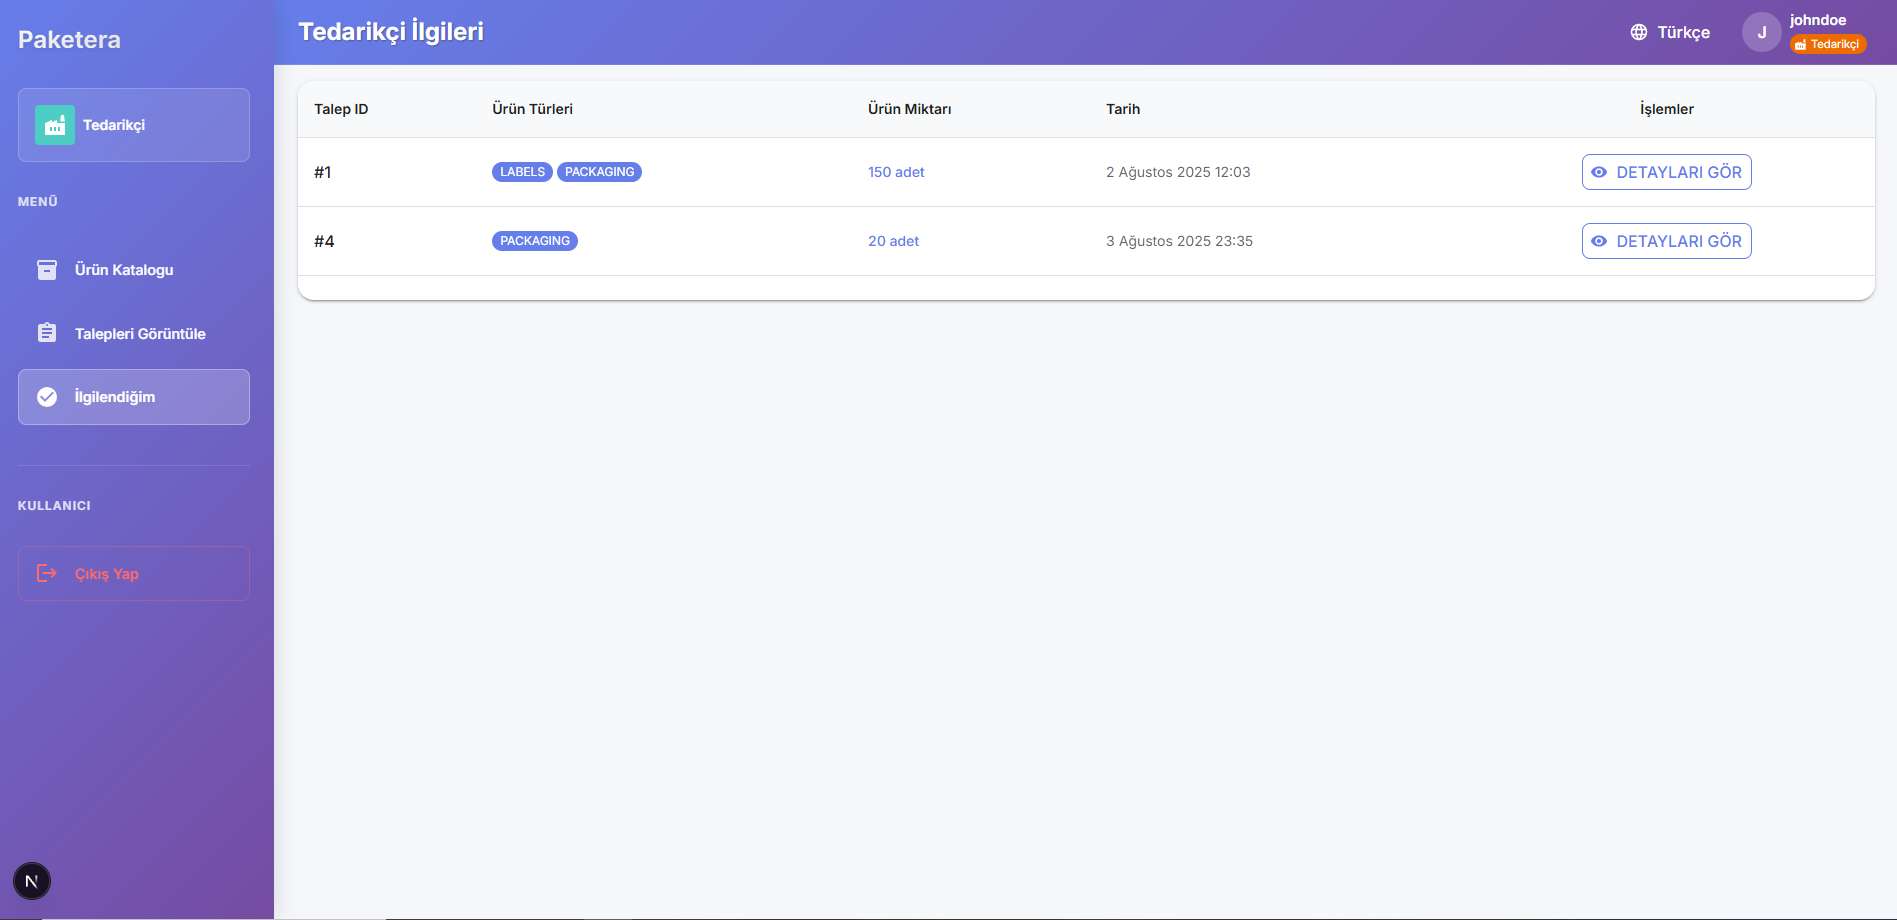 Paketera
Tedarikçi
MENÜ
Ürün Katalogu
Talepleri Görüntüle
İlgilendiğim
KULLANICI
Çıkış Yap
N
Tedarikçi İlgileri
Türkçe
J
johndoe
Tedarikçi
Talep ID Ürün Türleri Ürün Miktarı Tarih İşlemler
#1 LABELS PACKAGING 150 adet 2 Ağustos 2025 12:03 DETAYLARI GÖR
#4 PACKAGING 20 adet 3 Ağustos 2025 23:35 DETAYLARI GÖR